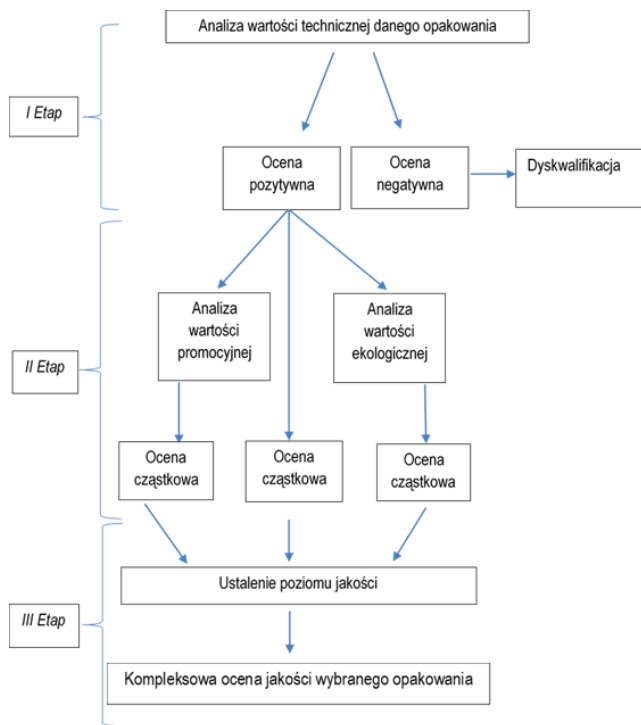 Analiza wartości technicznej danego opakowania
I Etap
Ocena
pozytywna
Ocena
negatywna
Dyskwalifikacja
Analiza
wartości
promocyjnej
Analiza
wartości
ekologicznej
II Etap
Ocena
cząstkowa
Ocena
cząstkowa
Ocena
cząstkowa
Ustalenie poziomu jakości
III Etap
Kompleksowa ocena jakości wybranego opakowania